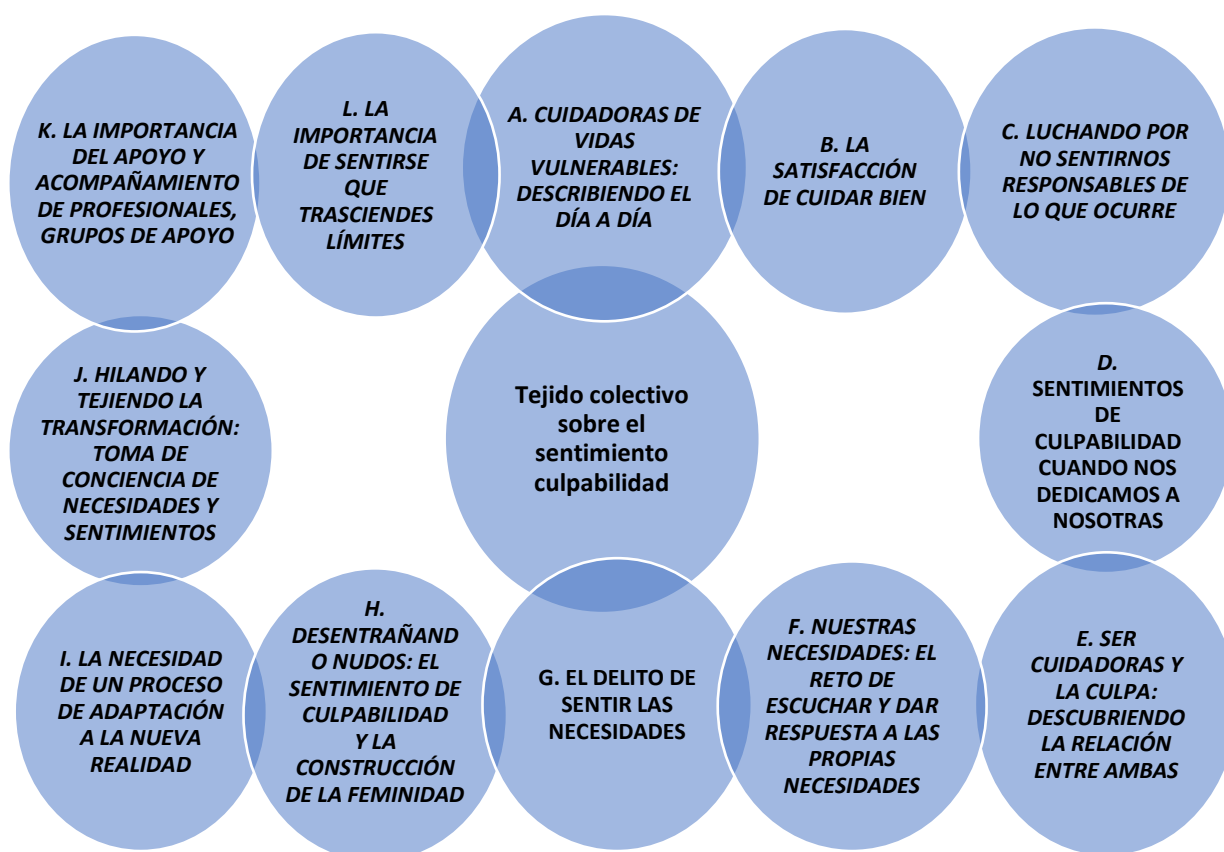 K. LA IMPORTANCIA
DEL APOYO Y
ACOMPAÑAMIENTO
DE PROFESIONALES,
GRUPOS DE APOYO
L. LA
IMPORTANCIA
DE SENTIRSE
QUE
TRASCIENDES
LÍMITES
A. CUIDADORAS DE
VIDAS
VULNERABLES:
DESCRIBIENDO EL
DÍA A DÍA
B. LA
SATISFACCIÓN
DE CUIDAR BIEN
C. LUCHANDO POR
NO SENTIRNOS
RESPONSABLES DE
LO QUE OCURRE
J. HILANDO Y
TEJIENDO LA
TRANSFORMACIÓN:
TOMA DE
CONCIENCIA DE
NECESIDADES Y
SENTIMIENTOS
Tejido colectivo
sobre el
sentimiento
culpabilidad
D.
SENTIMIENTOS
DE
CULPABILIDAD
CUANDO NOS
DEDICAMOS A
NOSOTRAS
I. LA NECESIDAD
DE UN PROCESO
DE ADAPTACIÓN
A LA NUEVA
REALIDAD
H.
DESENTRAÑAND
O NUDOS: EL
SENTIMIENTO DE
CULPABILIDAD
Y LA
CONSTRUCCIÓN
DE LA FEMINIDAD
G. EL DELITO DE
SENTIR LAS
NECESIDADES
F. NUESTRAS
NECESIDADES: EL
RETO DE
ESCUCHAR Y DAR
RESPUESTA A LAS
PROPIAS
NECESIDADES
E. SER
CUIDADORAS Y
LA CULPA:
DESCUBRIENDO
LA RELACIÓN
ENTRE AMBAS